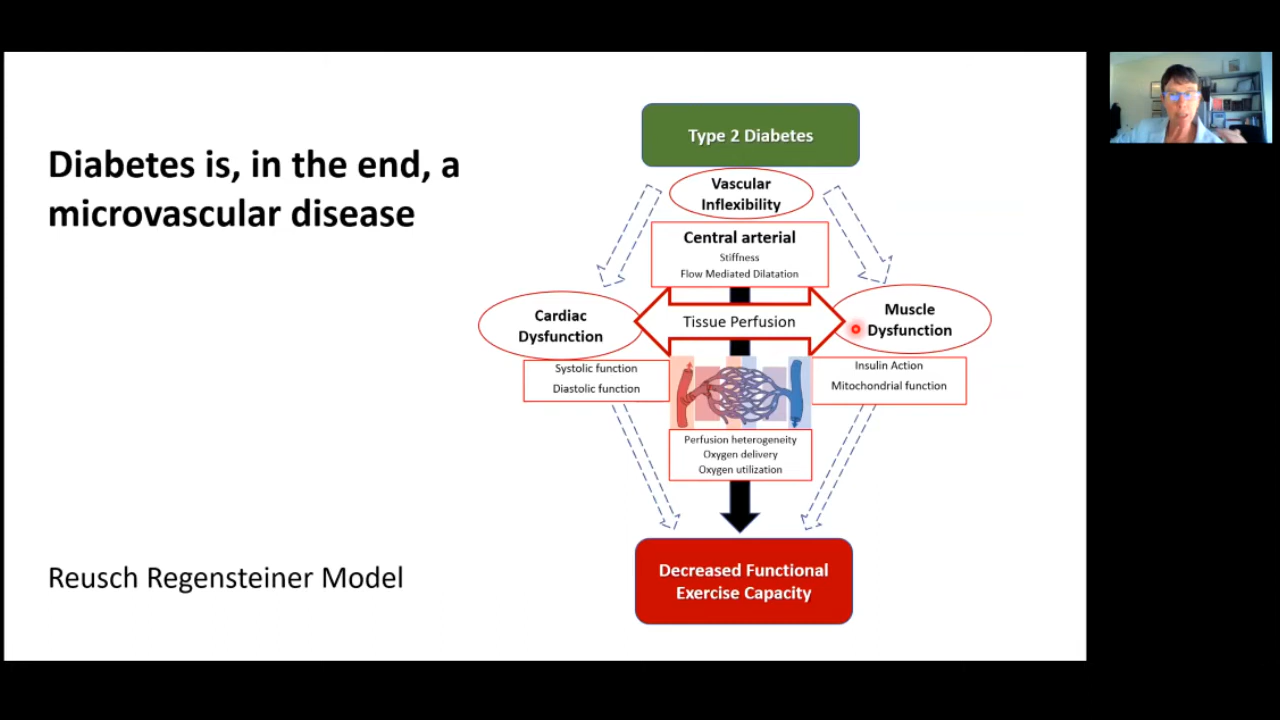 Diabetes is, in the end, a
microvascular disease
Reusch Regensteiner Model
Type 2 Diabetes
Vascular
Inflexibility
Central arterial
Stiffness
Flow Mediated Dilatation
Cardiac
Dysfunction
Tissue Perfusion
Muscle
Dysfunction
Systolic function
Diastolic function
Insulin Action
Mitochondrial function
Perfusion heterogeneity
Oxygen delivery
Oxygen utilization
Decreased Functional
Exercise Capacity